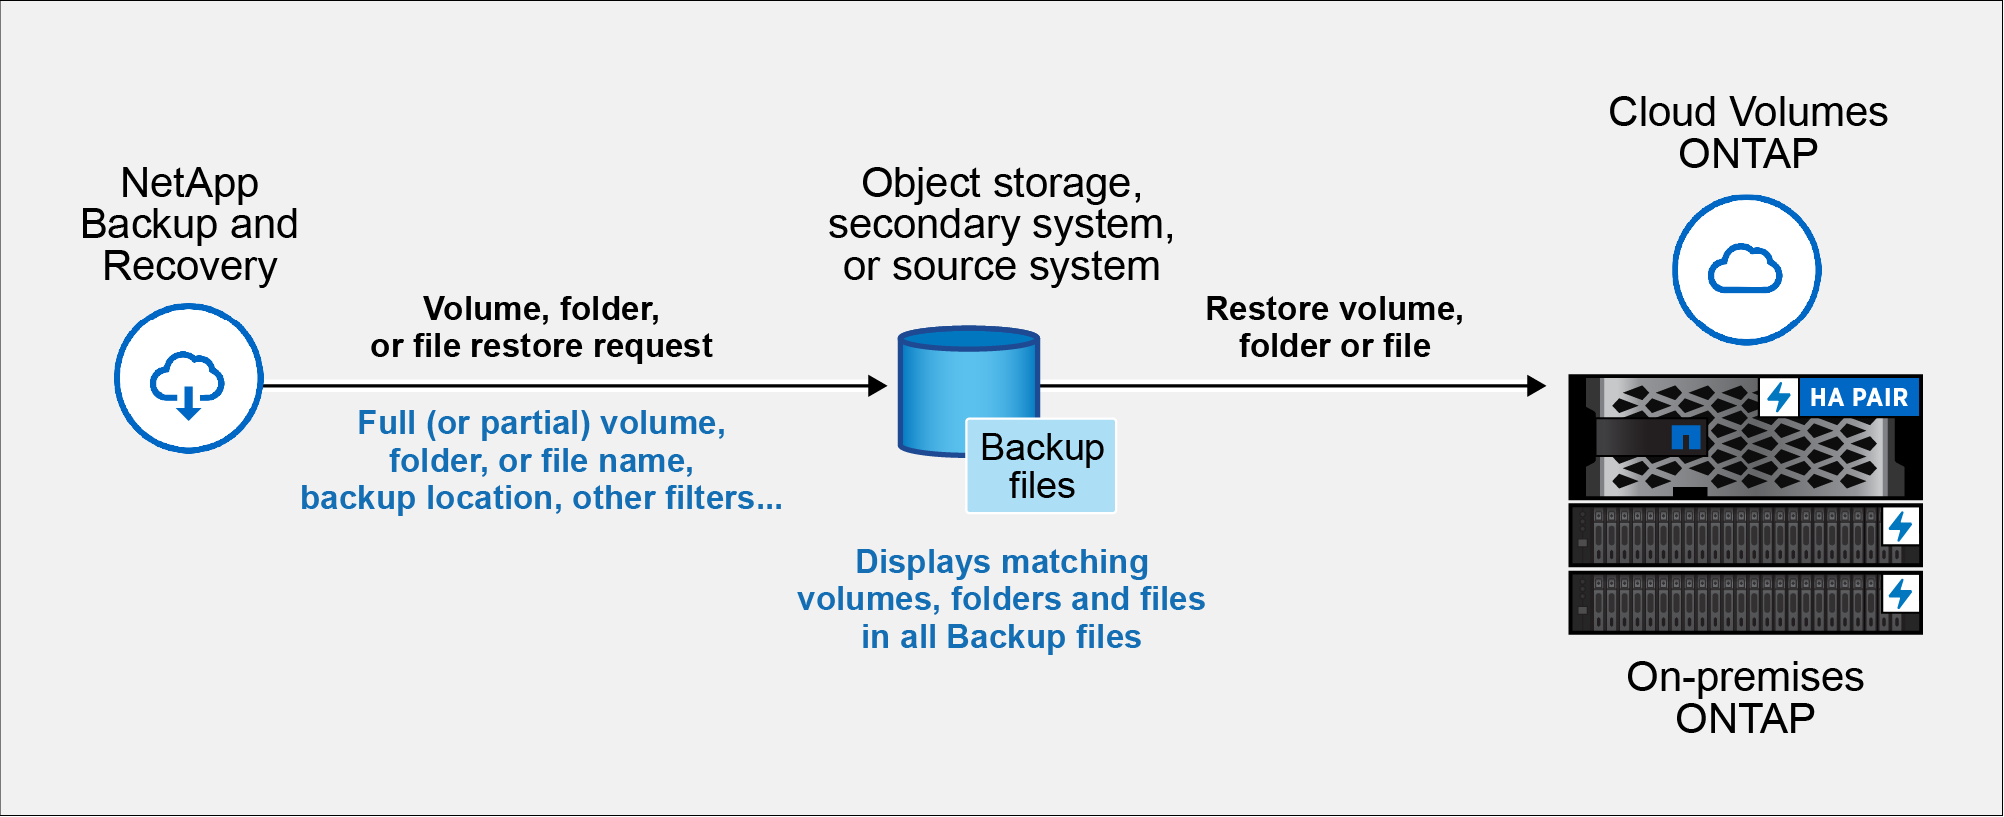 NetApp
Backup and
Recovery
Volume, folder,
or file restore request
Full (or partial) volume,
folder, or file name,
backup location, other filters...
Object storage,
secondary system,
or source system
Backup
files
Displays matching
volumes, folders and files
in all Backup files
Restore volume,
folder or file
Cloud Volumes
ONTAP
HA PAIR
On-premises
ONTAP